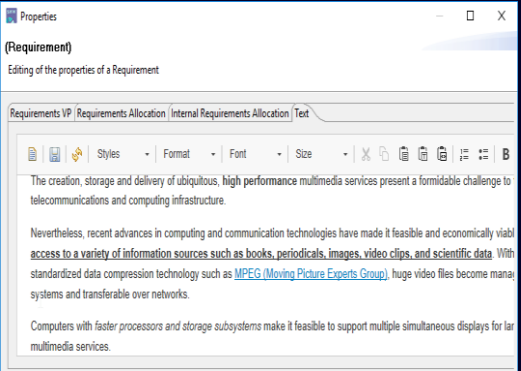 Properties
(Requirement)
Editing of the properties of a Requirement
Requirements VP Requirements Allocation Internal Requirements Allocation Text
Styles Format Font Size B
The creation, storage and delivery of ubiquitous, high performance multimedia services present a formidable challenge to
telecommunications and computing infrastructure.
Nevertheless, recent advances in computing and communication technologies have made it feasible and economically
access to a variety of information sources such as books, periodicals, images, video clips, and scientific data. With
standardized data compression technology such as MPEG (Moving Picture Experts Group), huge video files become
systems and transferable over networks.
Computers with faster processors and storage subsystems make it feasible to support multiple simultaneous displays for
multimedia services.